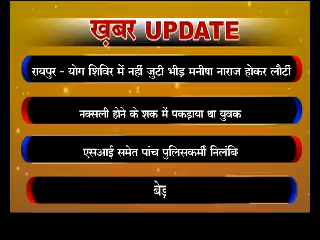 ख़बर UPDATE
रायपुर - योग शिविर में नहीं जुटी भीड़ मनीषा नाराज होकर लौटीं
नक्सली होने के शक में पकड़ाया था युवक
एसआई समेत पांच पुलिसकर्मी निलंबि
बेड़